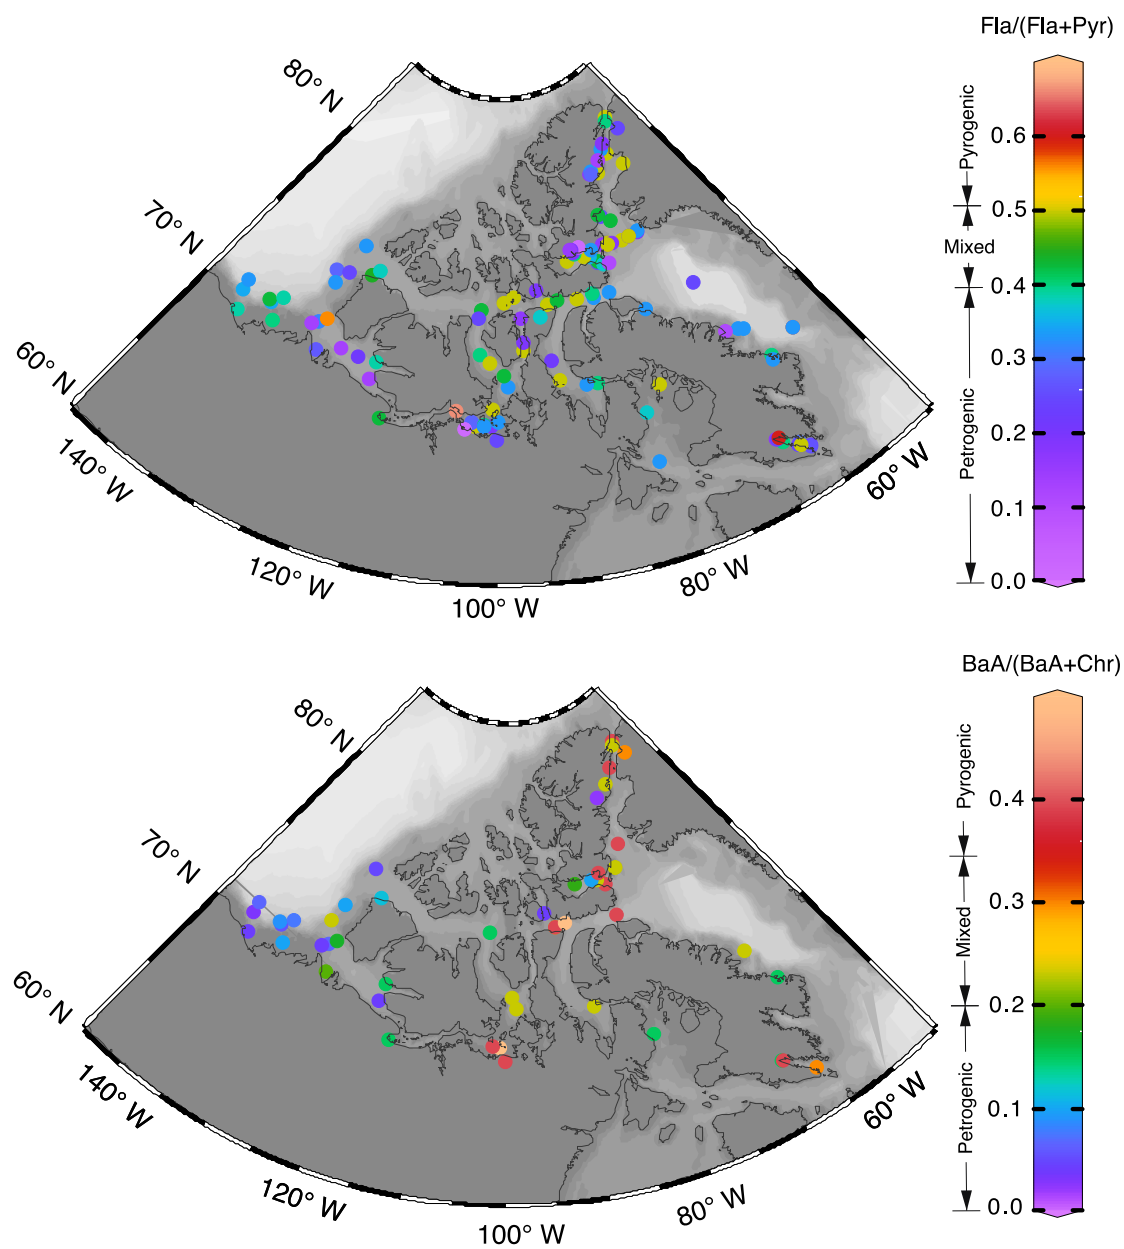 Fla/(Fla+Pyr)
80° N
70° N
60° N
140° W
120° W
100° W
80° W
60° W
Pyrogenic
Mixed
Petrogenic
0.6
0.5
0.4
0.3
0.2
0.1
0.0
BaA/(BaA+Chr)
80° N
70° N
60° N
140° W
120° W
100° W
80° W
60° W
Pyrogenic
Mixed
Petrogenic
0.4
0.3
0.2
0.1
0.0